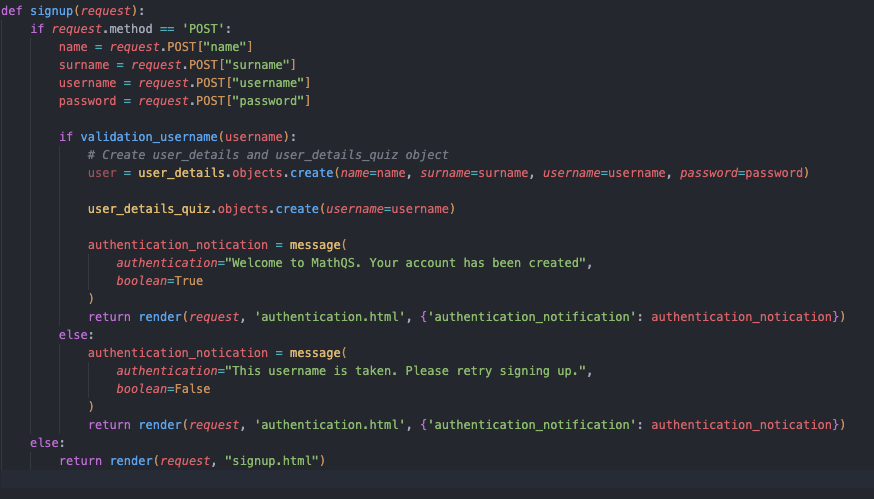 def signup(request):
    if request.method == 'POST':
        name = request.POST["name"]
        surname = request.POST["surname"]
        username = request.POST["username"]
        password = request.POST["password"]

        if validation_username(username):
            # Create user_details and user_details_quiz object
            user = user_details.objects.create(name=name, surname=surname, username=username, password=password)

            user_details_quiz.objects.create(username=username)

            authentication_notication = message(
                authentication="Welcome to MathQS. Your account has been created",
                boolean=True
            )
            return render(request, 'authentication.html', {'authentication_notification': authentication_notication})
        else:
            authentication_notication = message(
                authentication="This username is taken. Please retry signing up.",
                boolean=False
            )
            return render(request, 'authentication.html', {'authentication_notification': authentication_notication})
    else:
        return render(request, "signup.html")